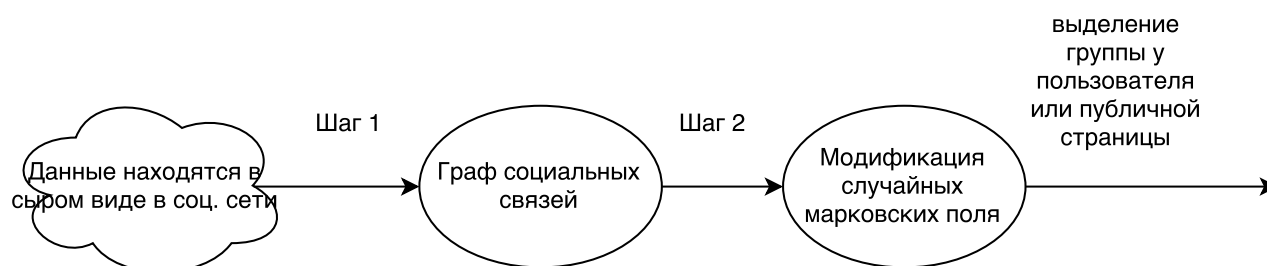 Данные находятся в
сыром виде в соц. сети
Шаг 1
Граф социальных
связей
Шаг 2
Модификация
случайных
марковских поля
выделение
группы у
пользователя
или публичной
страницы